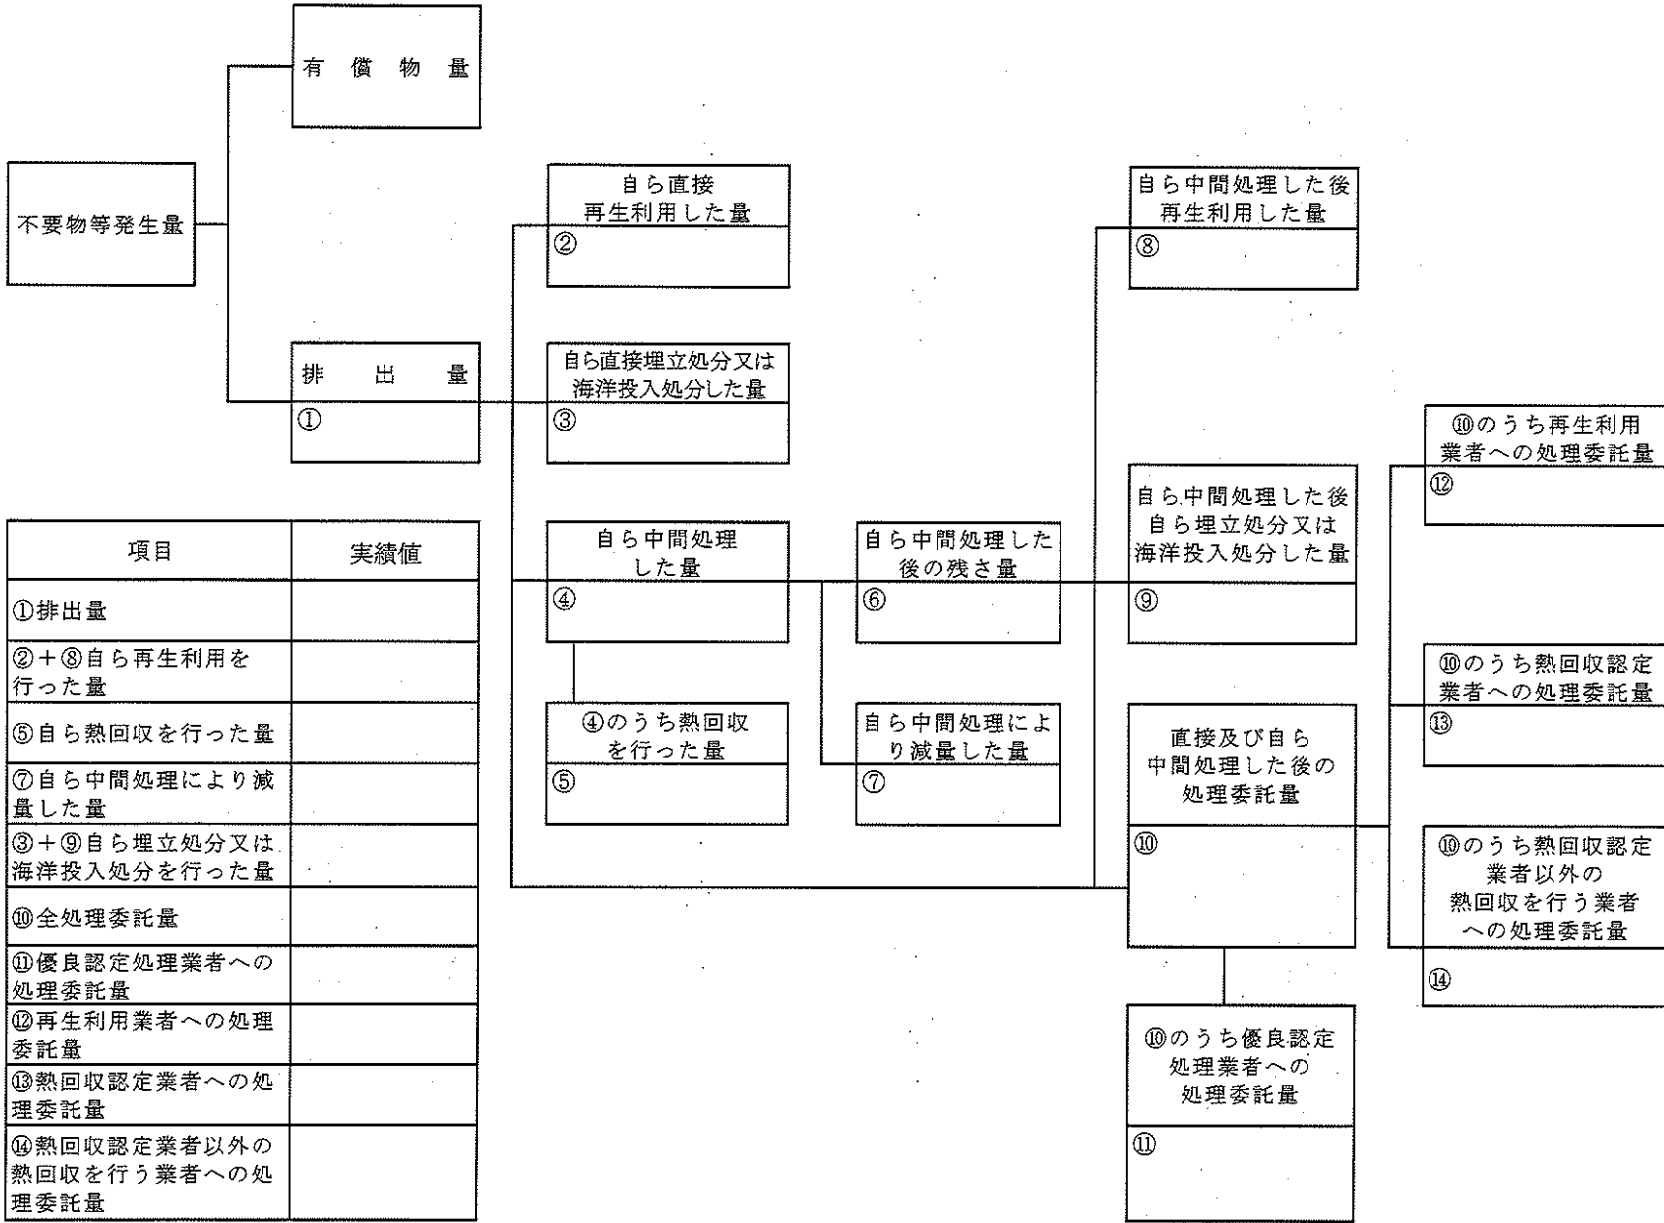 有償物量
不要物等発生量
排出量
①
自ら直接
再生利用した量
②
自ら直接埋立処分又は
海洋投入処分した量
③
自ら中間処理
した量
④
④のうち熱回収
を行った量
⑤
自ら中間処理した
後の残さ量
⑥
自ら中間処理によ
り減量した量
⑦
自ら中間処理した後
再生利用した量
⑧
自ら中間処理した後
自ら埋立処分又は
海洋投入処分した量
⑨
直接及び自ら
中間処理した後の
処理委託量
⑩
⑩のうち優良認定
処理業者への
処理委託量
⑪
⑩のうち再生利用
業者への処理委託量
⑫
⑩のうち熱回収認定
業者への処理委託量
⑬
⑩のうち熱回収認定
業者以外の
熱回収を行う業者
への処理委託量
⑭
項目 実績値
①排出量
②+⑧自ら再生利用を
行った量
⑤自ら熱回収を行った量
⑦自ら中間処理により減
量した量
③+⑨自ら埋立処分又は
海洋投入処分を行った量
⑩全処理委託量
⑪優良認定処理業者への
処理委託量
⑫再生利用業者への処理
委託量
⑬熱回収認定業者への処
理委託量
⑭熱回収認定業者以外の
熱回収を行う業者への処
理委託量